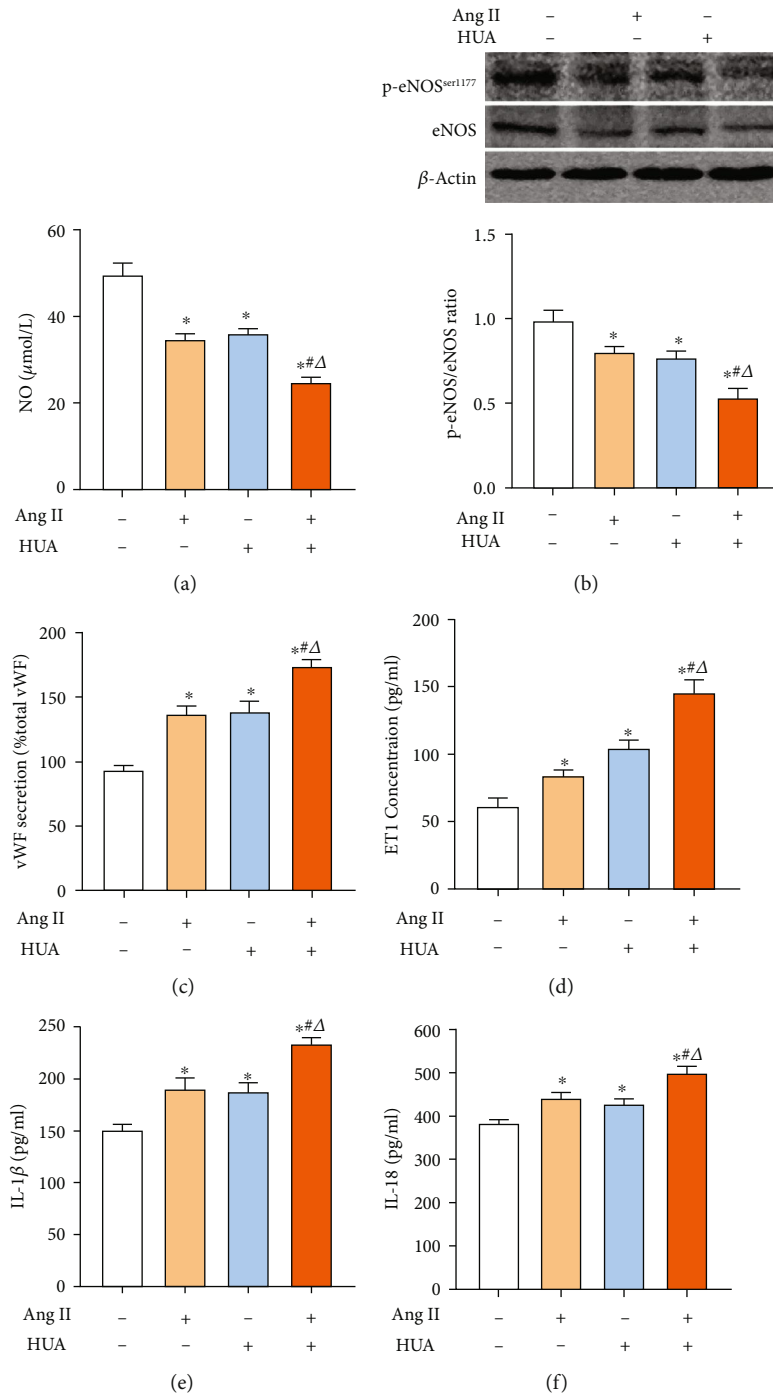 Ang II – + –
HUA – – +
p-eNOSser1177
eNOS
β-Actin
60
40
20
0
NO (μmol/L)
* * *#Δ
Ang II – + – +
HUA – – + +
(a)
1.5
1.0
0.5
0.0
p-eNOS/eNOS ratio
* * *#Δ
Ang II – + – +
HUA – – + +
(b)
200
150
100
50
0
vWF secretion (%total vWF)
* * *#Δ
Ang II – + – +
HUA – – + +
(c)
200
150
100
50
0
ET1 Concentraion (pg/ml)
* * *#Δ
Ang II – + – +
HUA – – + +
(d)
250
200
150
100
50
0
IL-1β (pg/ml)
* * *#Δ
Ang II – + – +
HUA – – + +
(e)
600
500
400
300
200
100
0
IL-18 (pg/ml)
* * *#Δ
Ang II – + – +
HUA – – + +
(f)